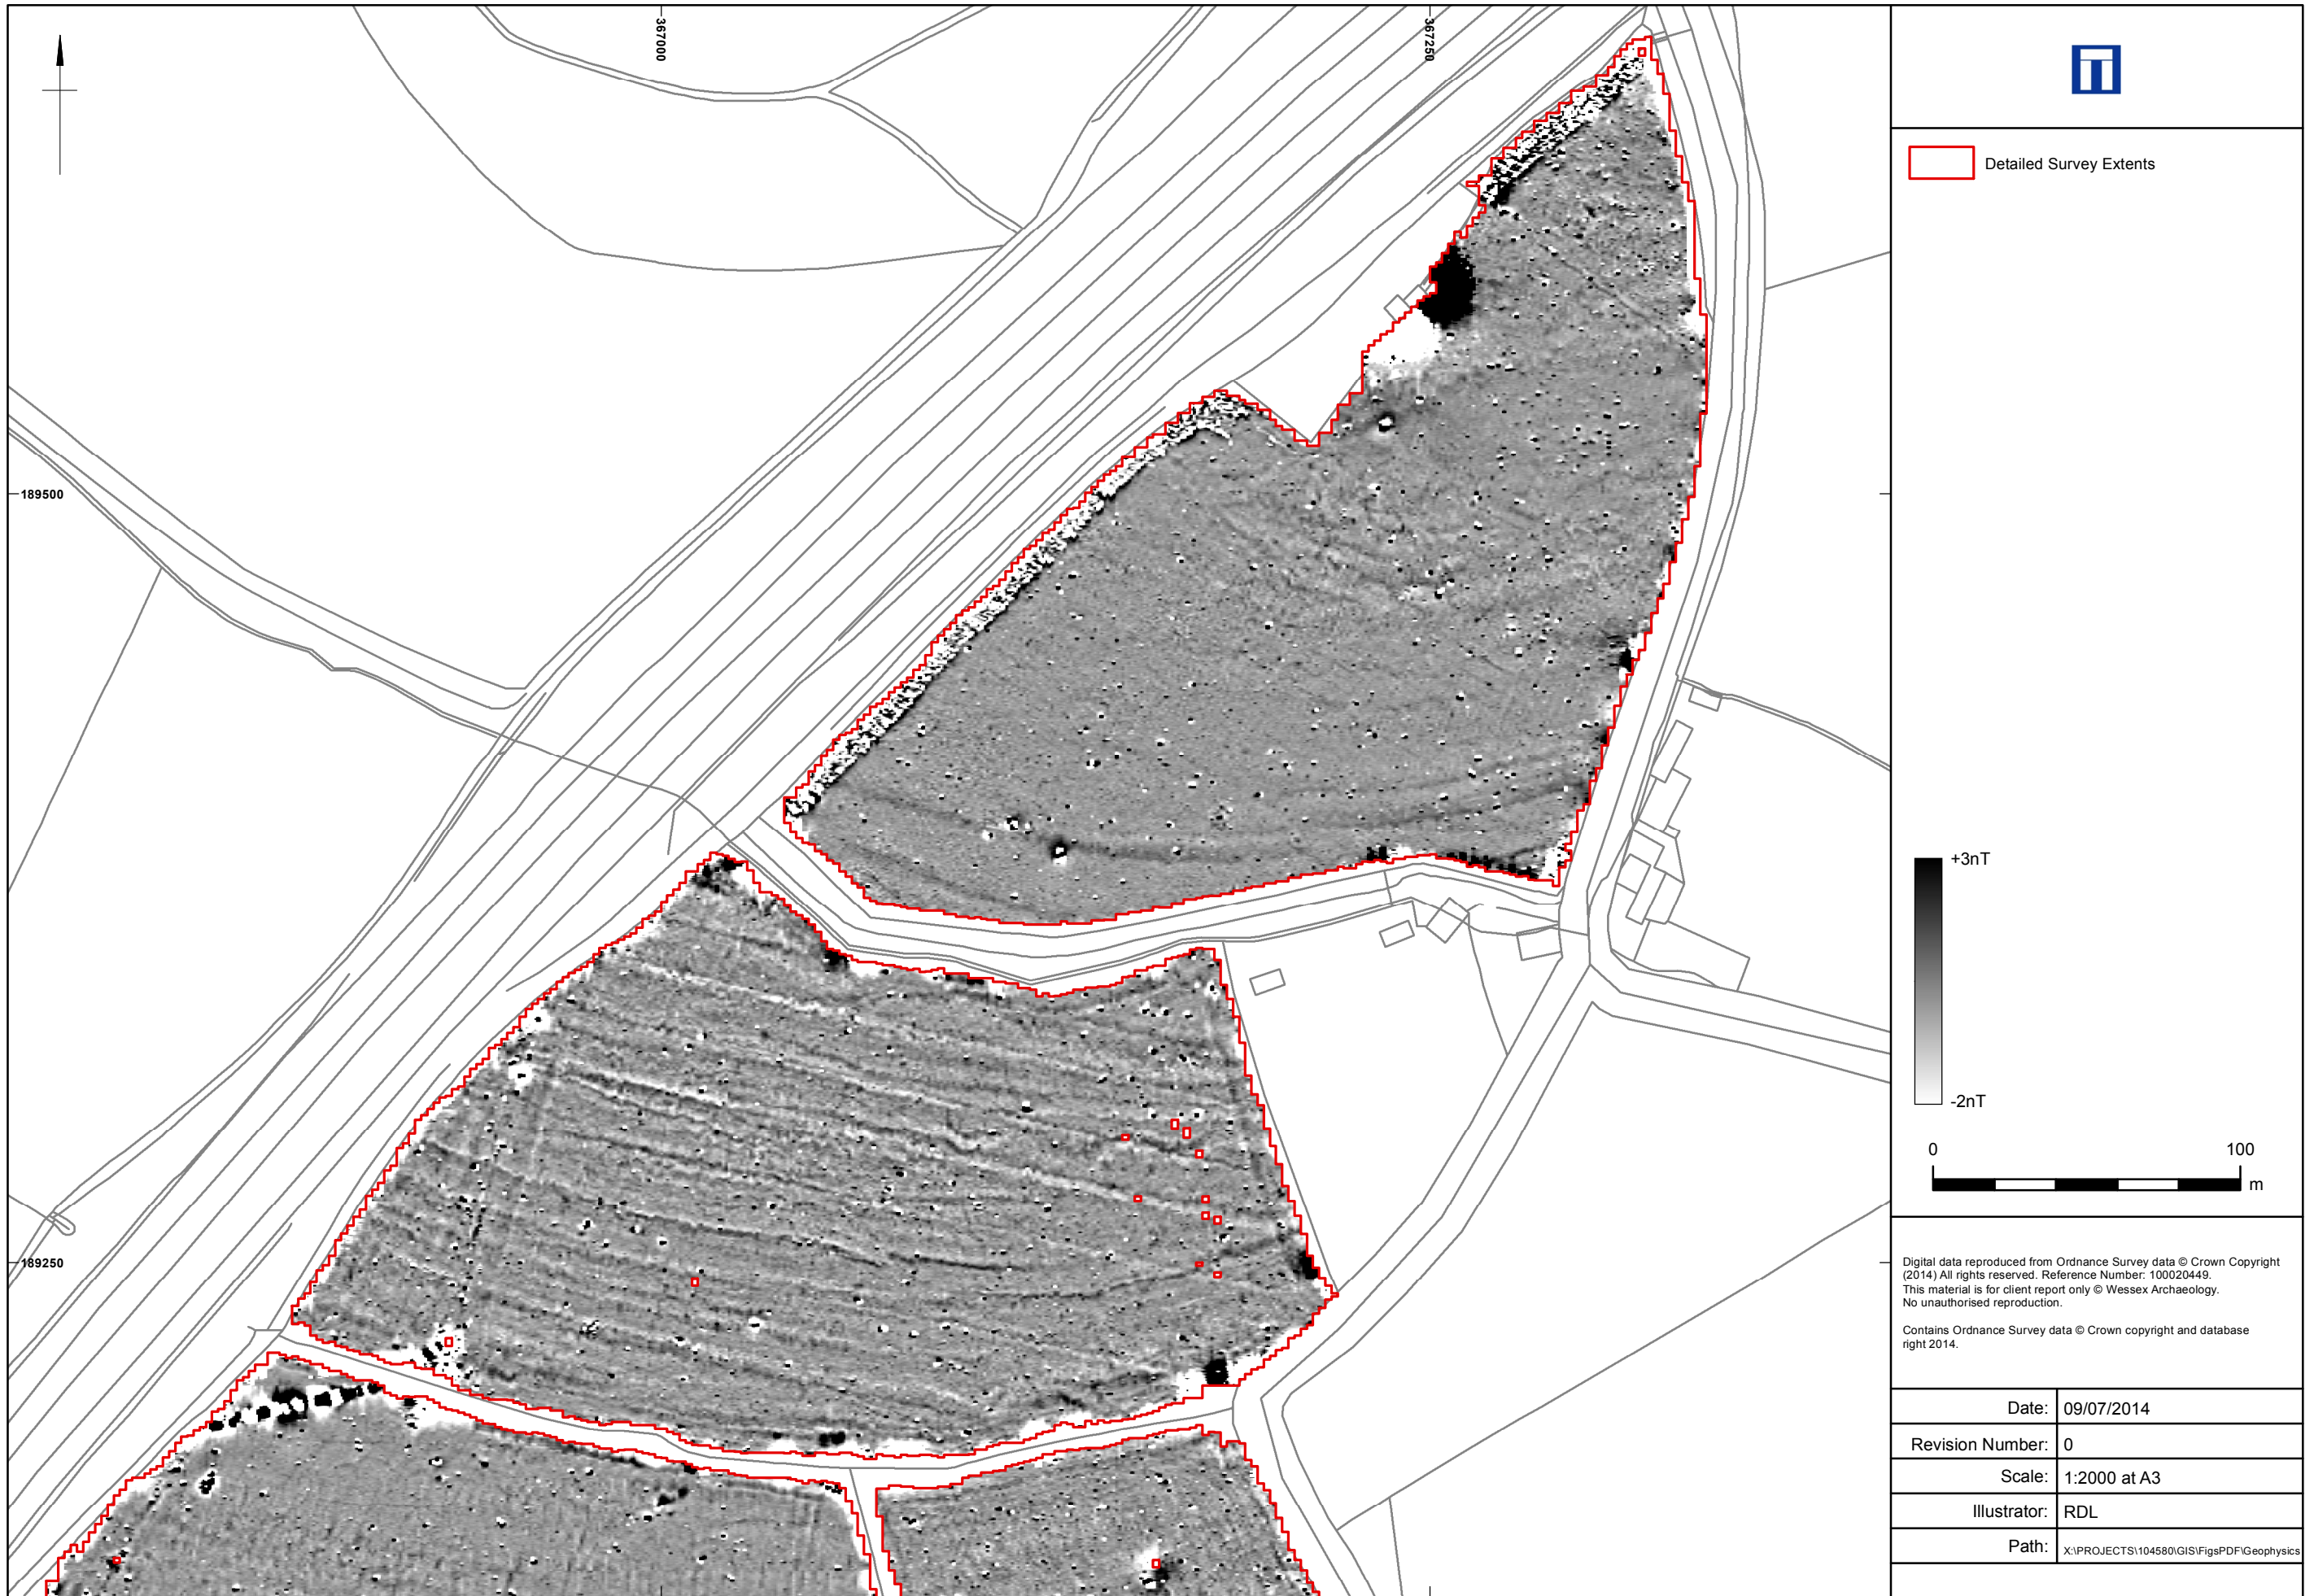 367000
367250
189500
189250
Detailed Survey Extents
+3nT
-2nT
0 100
m
Digital data reproduced from Ordnance Survey data © Crown Copyright
(2014) All rights reserved. Reference Number: 100020449.
This material is for client report only © Wessex Archaeology.
No unauthorised reproduction.
Contains Ordnance Survey data © Crown copyright and database
right 2014.
Date: 09/07/2014
Revision Number: 0
Scale: 1:2000 at A3
Illustrator: RDL
Path: X:\PROJECTS\104580\GIS\FigsPDF\Geophysics